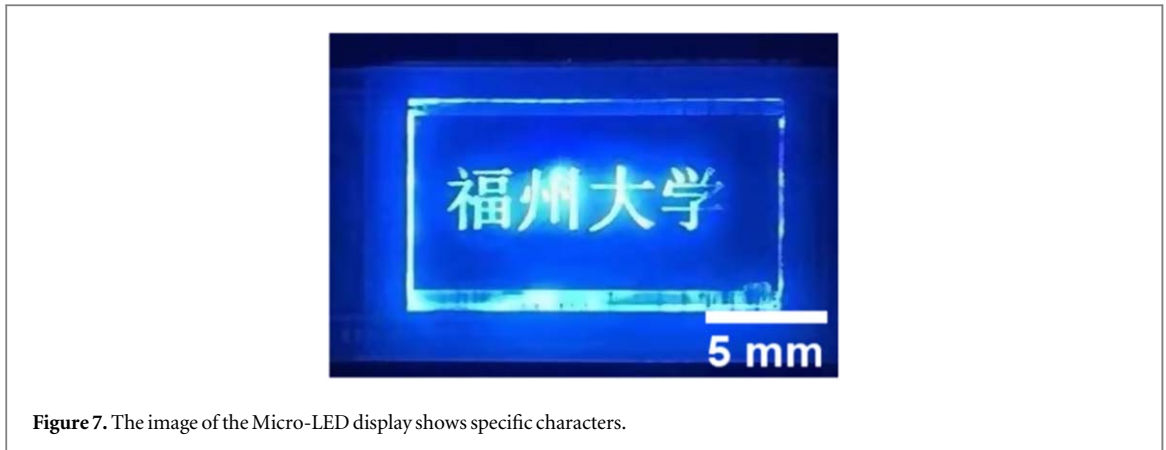 福州大学
5 mm
Figure 7. The image of the Micro-LED display shows specific characters.